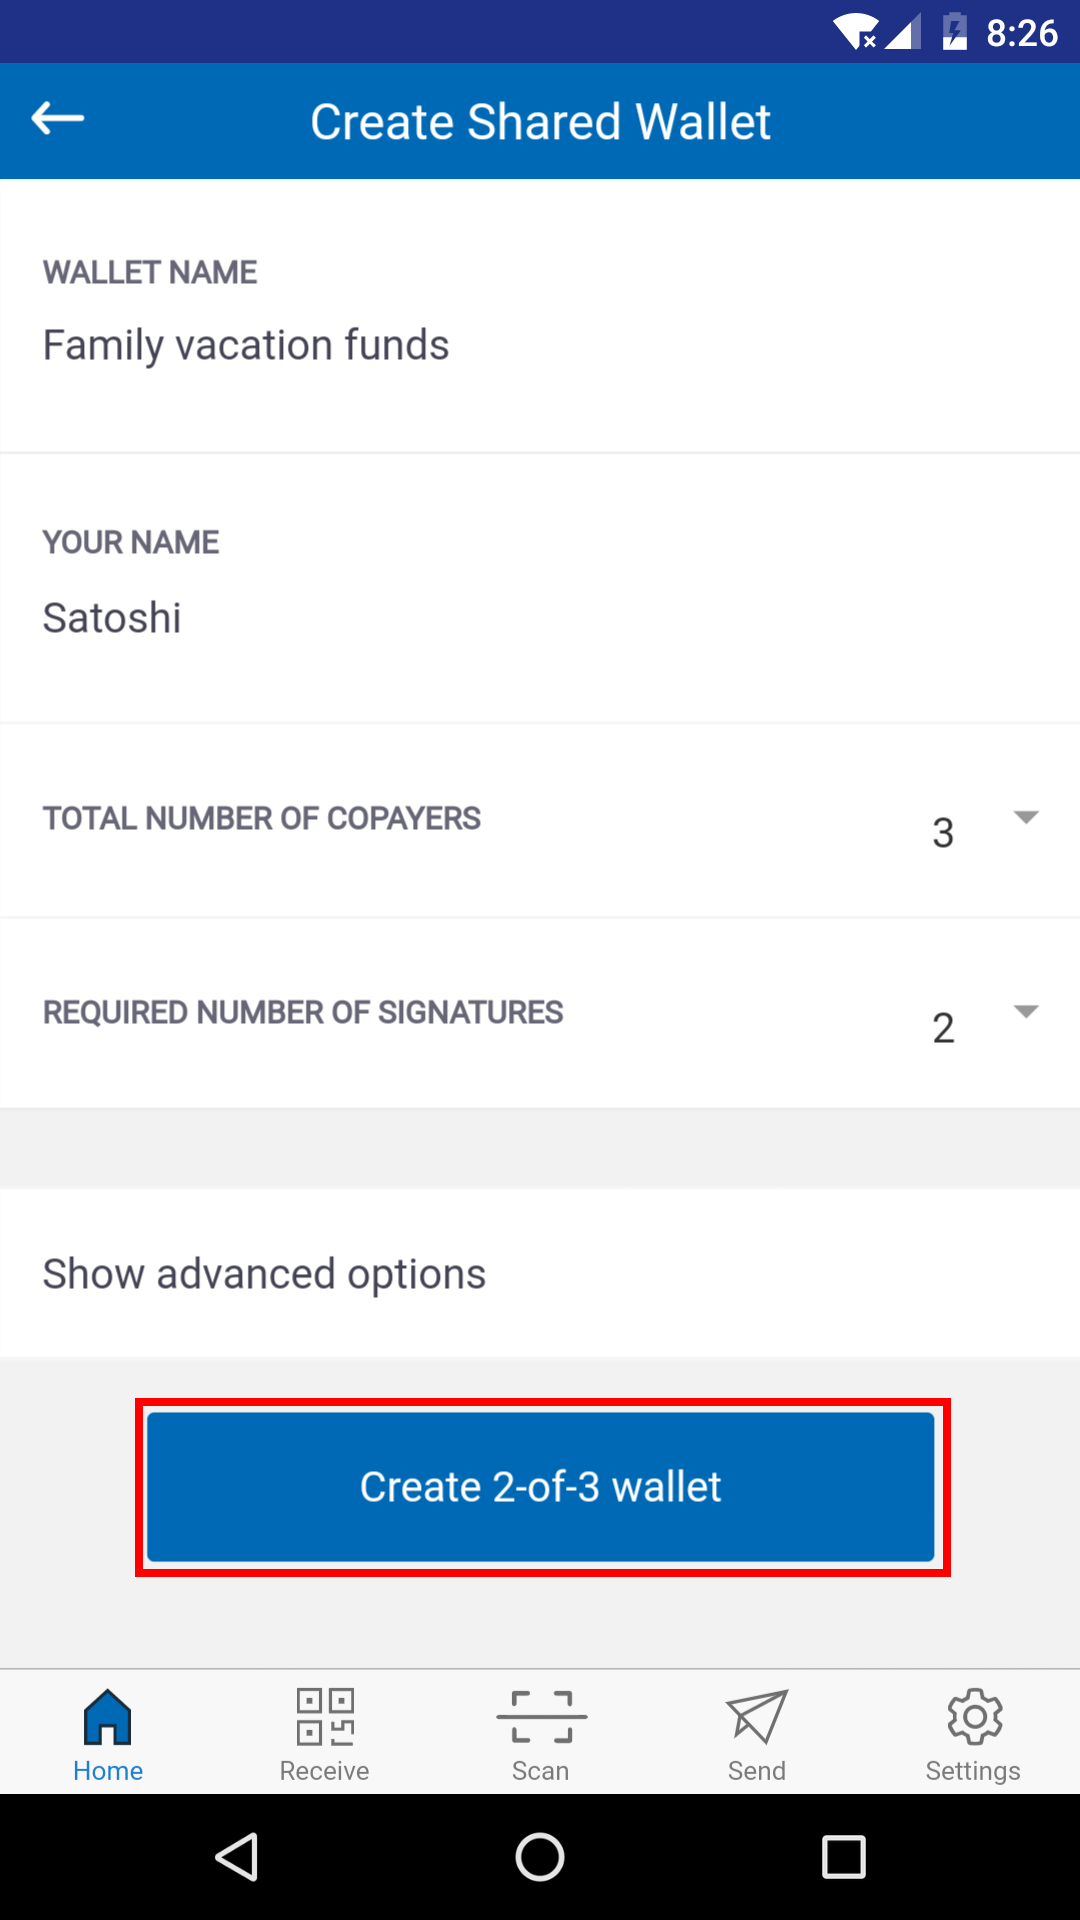 8:26
Create Shared Wallet
WALLET NAME
Family vacation funds
YOUR NAME
Satoshi
TOTAL NUMBER OF COPAYERS
3
REQUIRED NUMBER OF SIGNATURES
2
Show advanced options
Create 2-of-3 wallet
Home Receive Scan Send Settings